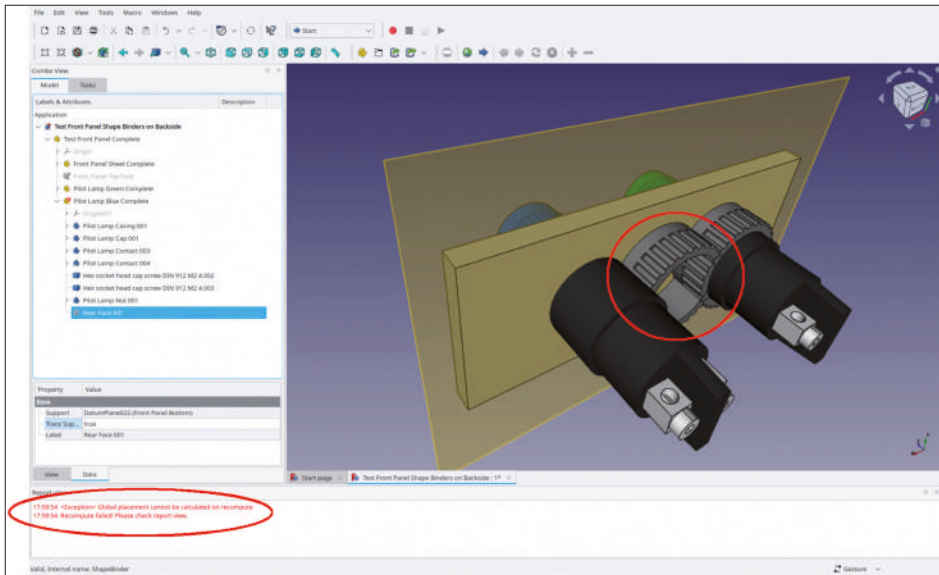 File Edit View Tools Macro Windows Help
Start
Combo View
Model Tasks
Labels & Attributes Description
Application
Test Front Panel Shape Binders on Backside
Test Front Panel Complete
Origin
Front Panel Sheet Complete
Front Panel Top Face
Pilot Lamp Green Complete
Pilot Lamp Blue Complete
Pilot Lamp Casing 001
Pilot Lamp Cap 001
Pilot Lamp Contact 003
Pilot Lamp Contact 004
Hex socket head cap screw DIN 912 M2 4.002
Hex socket head cap screw DIN 912 M2 4.003
Pilot Lamp Nut 001
Rear Face 001
Property Value
Base
Support DatumPlane022 (Front Panel Bottom)
Trace Sup... true
Label Rear Face 001
View Data
Start page Test Front Panel Shape Binders on Backside : 1*
Report view
17:59:54 <Exception> Global placement cannot be calculated on recompute
17:59:54 Recompute failed! Please check report view.
Valid, Internal name: ShapeBinder Gesture